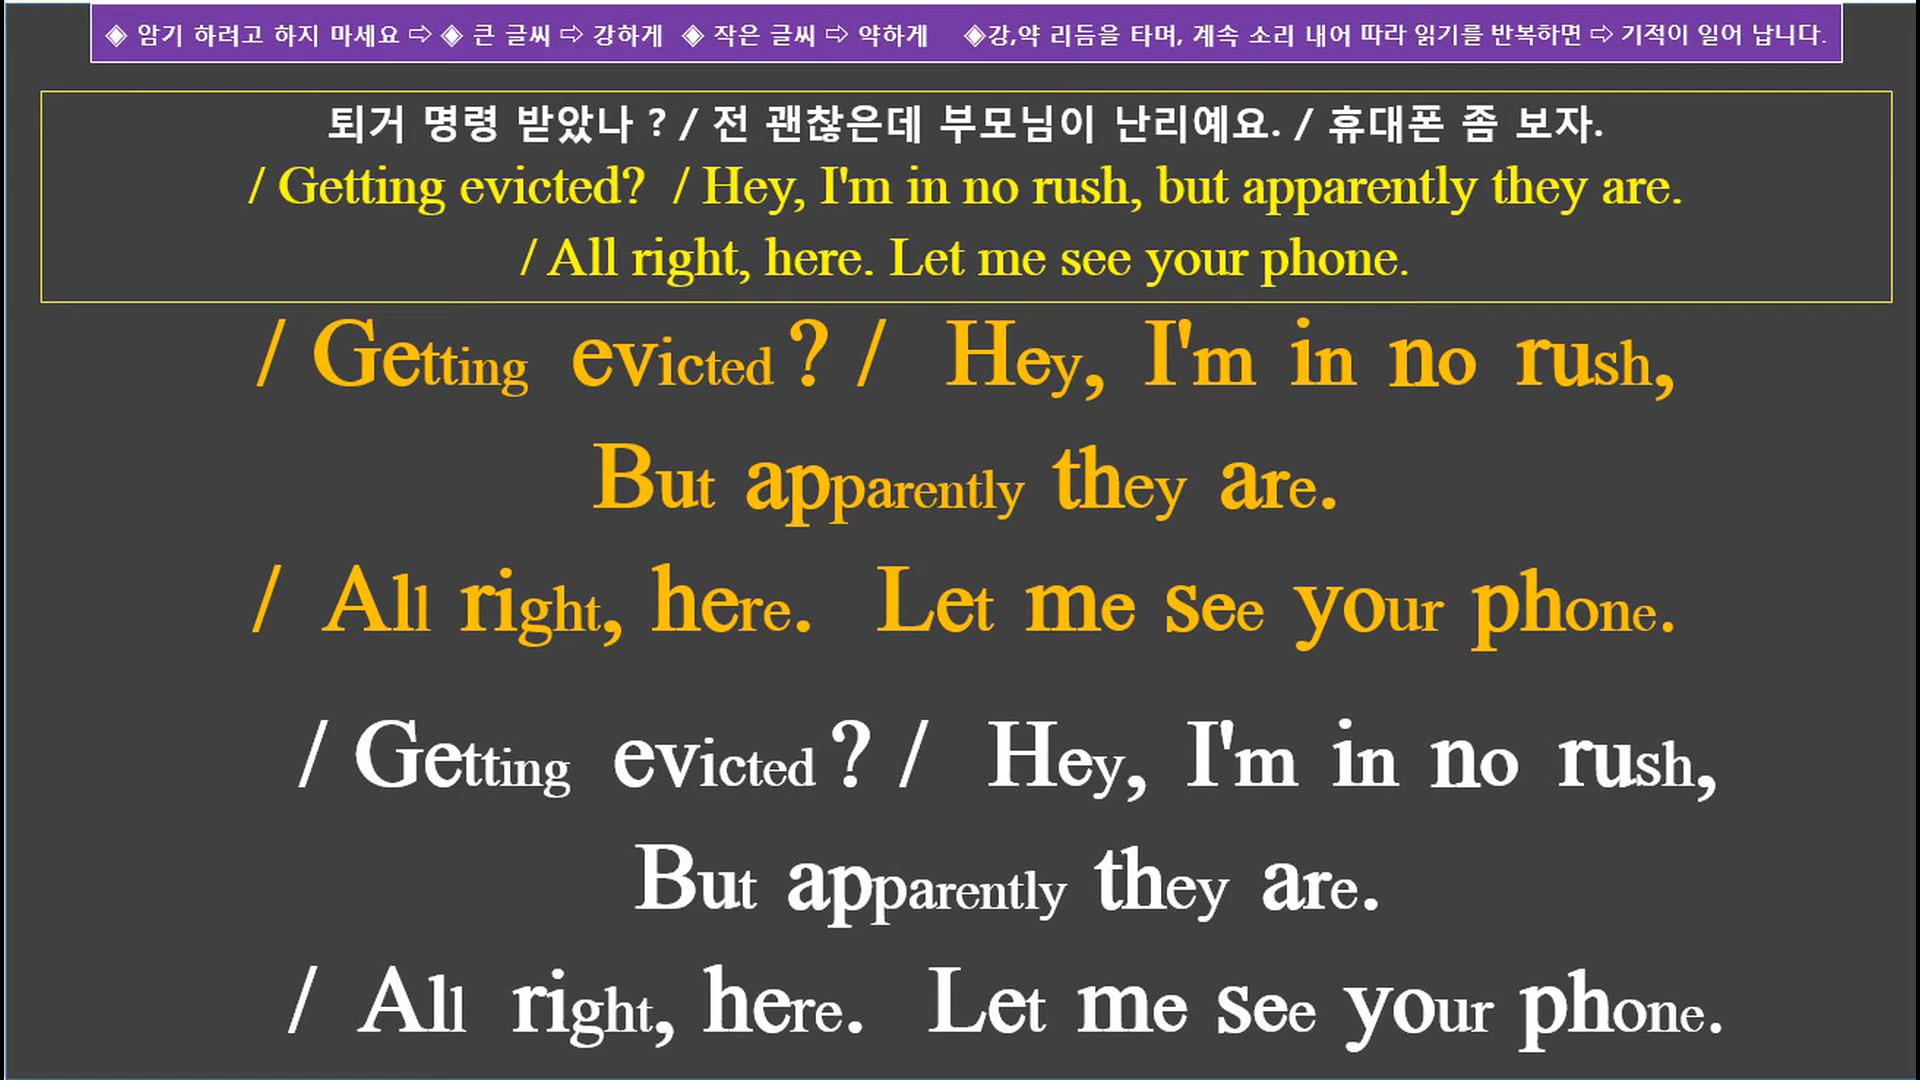 ◈ 암기 하려고 하지 마세요 ⇨ ◈ 큰 글씨 ⇨ 강하게 ◈ 작은 글씨 ⇨ 약하게 ◈강,약 리듬을 타며, 계속 소리 내어 따라 읽기를 반복하면 ⇨ 기적이 일어 납니다.
퇴거 명령 받았나 ? / 전 괜찮은데 부모님이 난리예요. / 휴대폰 좀 보자.
/ Getting evicted? / Hey, I'm in no rush, but apparently they are.
/ All right, here. Let me see your phone.
/ Getting evicted ? / Hey, I'm in no rush,
But apparently they are.
/ All right, here. Let me see your phone.
/ Getting evicted ? / Hey, I'm in no rush,
But apparently they are.
/ All right, here. Let me see your phone.